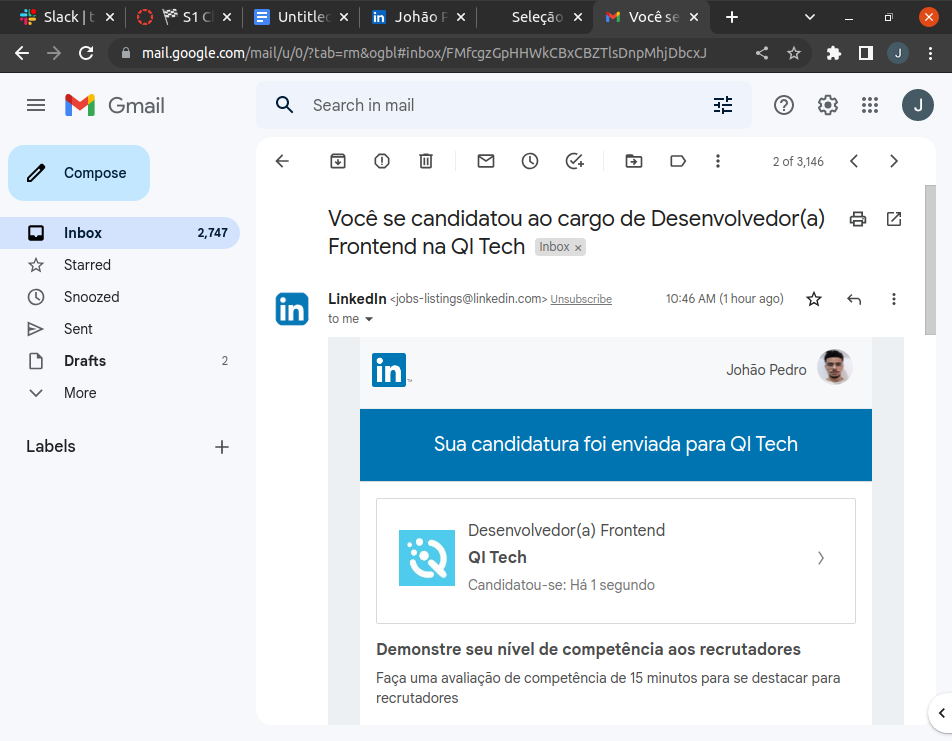 Slack | t
S1 C
Untitled
Johão P
Seleção
Você se
mail.google.com/mail/u/0/?tab=rm&ogbl#inbox/FMfcgzGpHHWkCBxCBZTlsDnpMhjDbcxJ
J
Gmail
Search in mail
J
Compose
2 of 3,146
Inbox 2,747
Starred
Snoozed
Sent
Drafts 2
More
Labels
Você se candidatou ao cargo de Desenvolvedor(a)
Frontend na QI Tech Inbox x
LinkedIn <jobs-listings@linkedin.com> Unsubscribe 10:46 AM (1 hour ago)
to me
in Johão Pedro
Sua candidatura foi enviada para QI Tech
Desenvolvedor(a) Frontend
QI Tech
Candidatou-se: Há 1 segundo
Demonstre seu nível de competência aos recrutadores
Faça uma avaliação de competência de 15 minutos para se destacar para
recrutadores